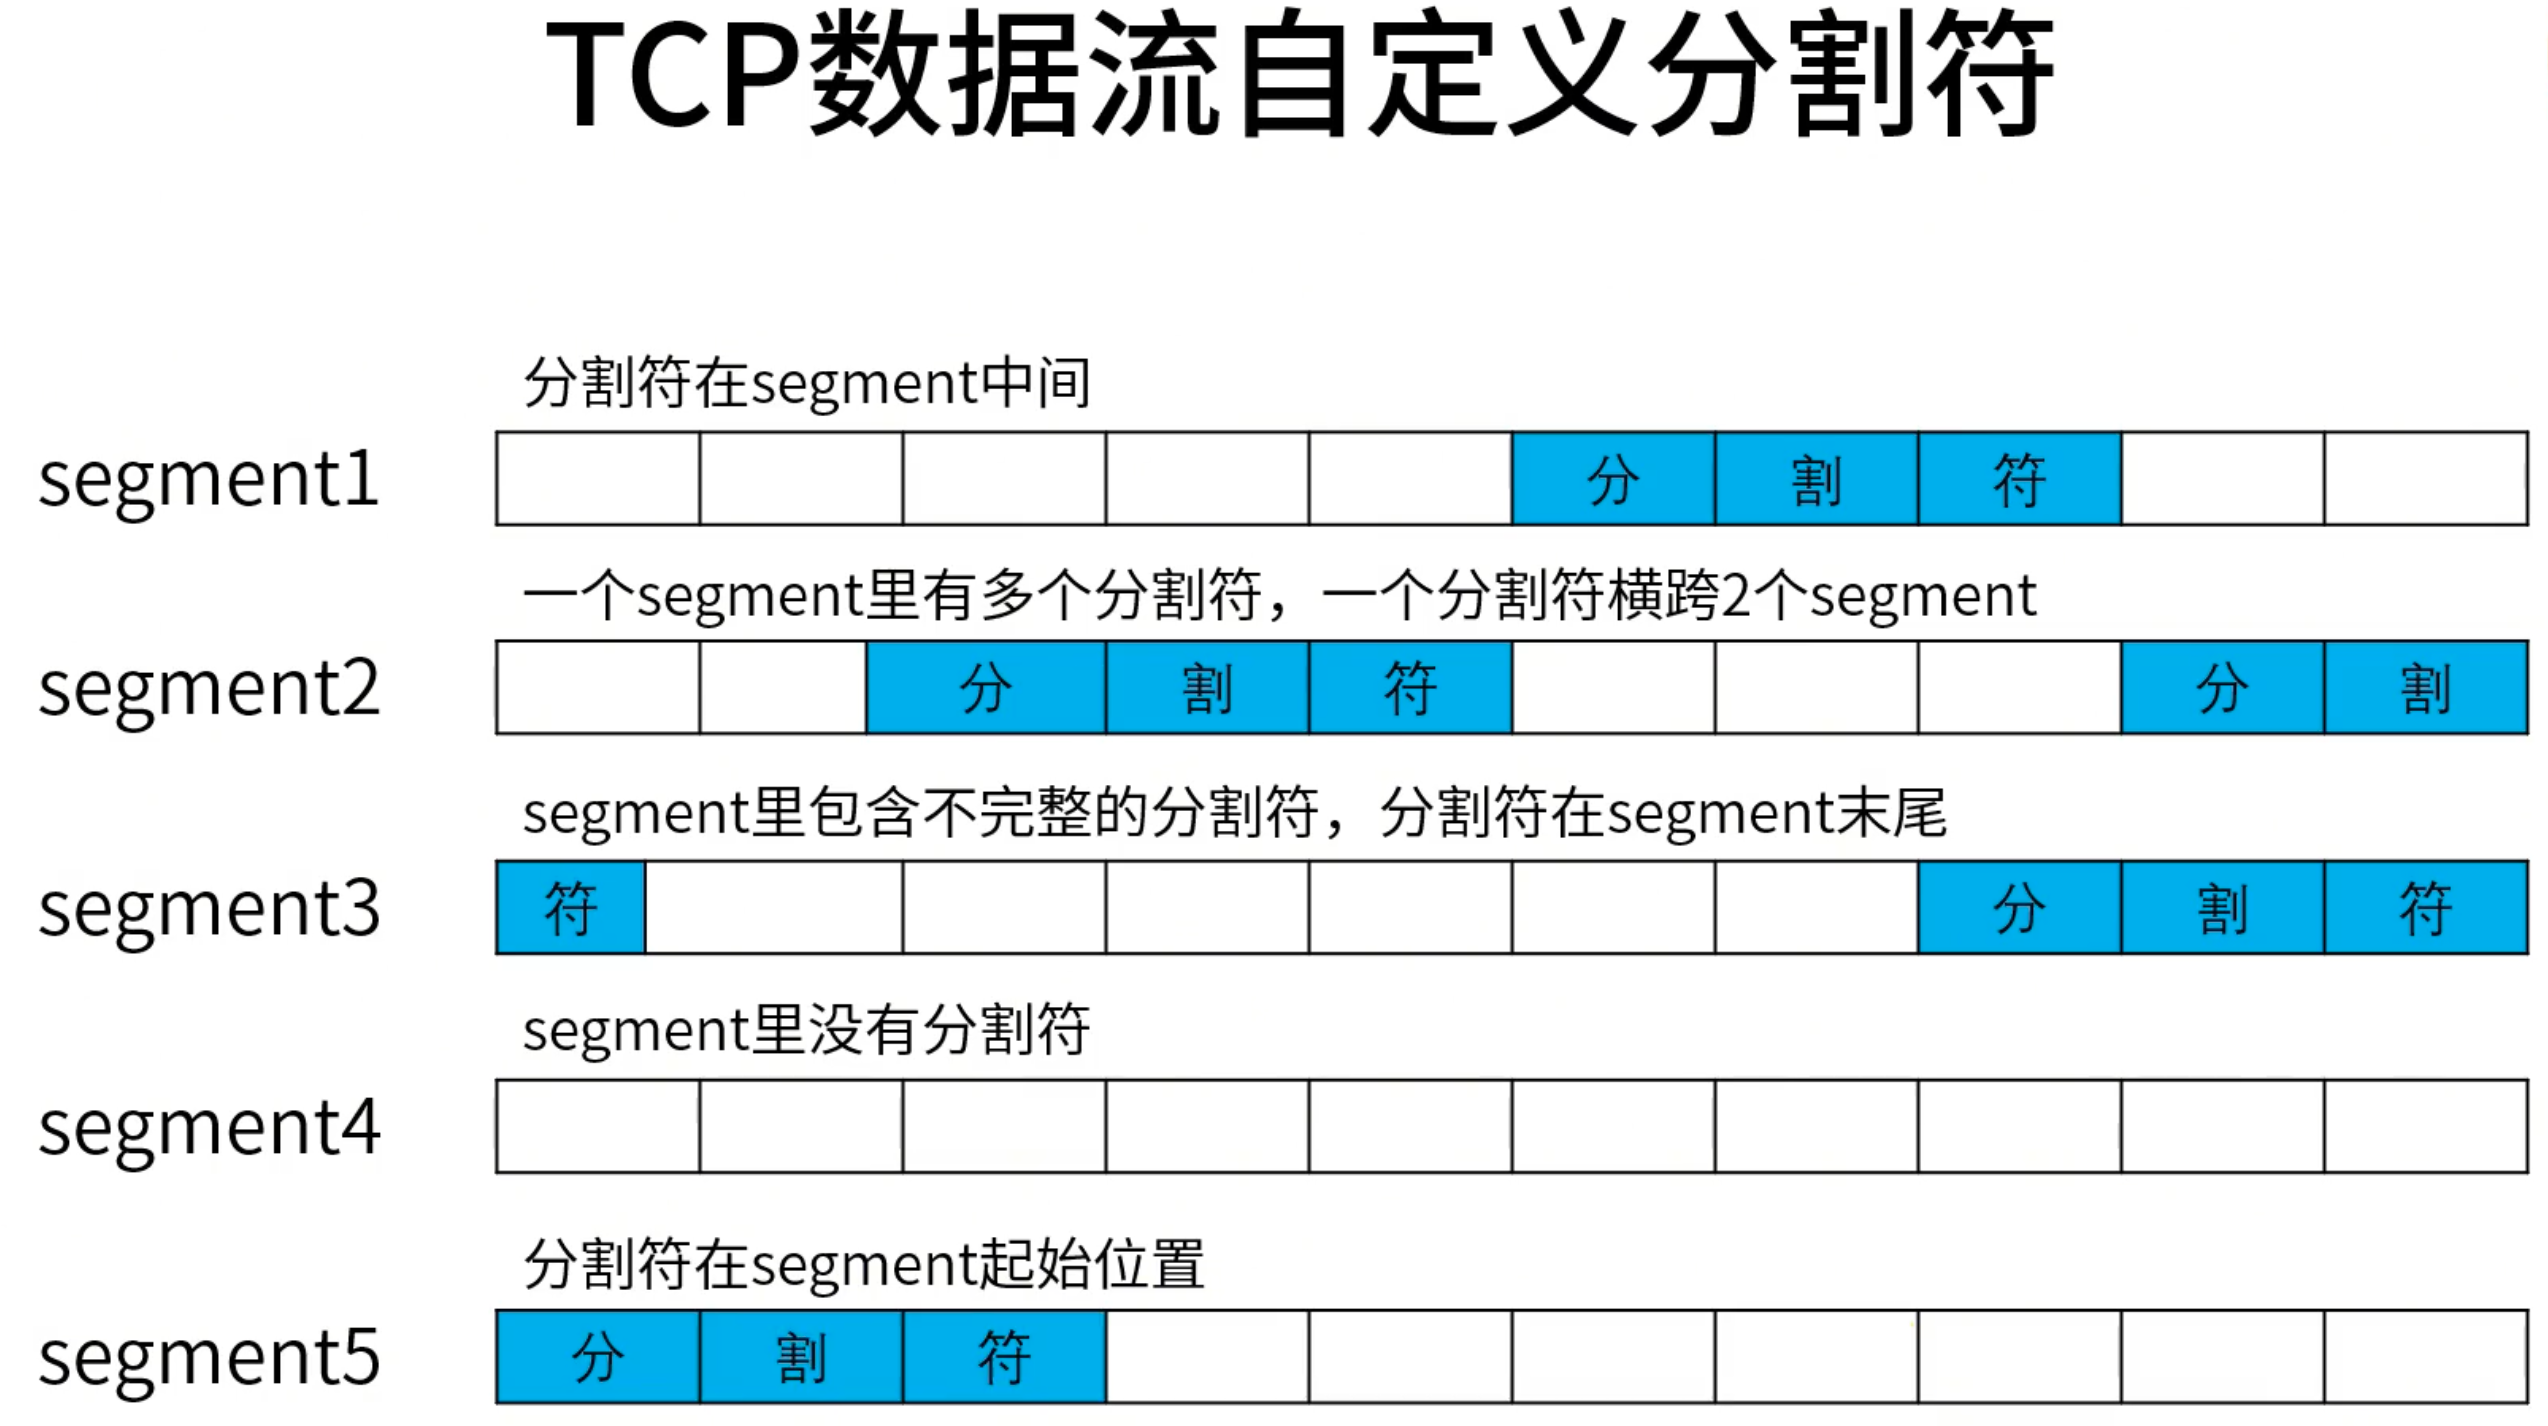 TCP数据流自定义分割符
分割符在segment中间
segment1 分 割 符
一个segment里有多个分割符，一个分割符横跨2个segment
segment2 分 割 符 分 割
segment里包含不完整的分割符，分割符在segment末尾
segment3 符 分 割 符
segment里没有分割符
segment4
分割符在segment起始位置
segment5 分 割 符